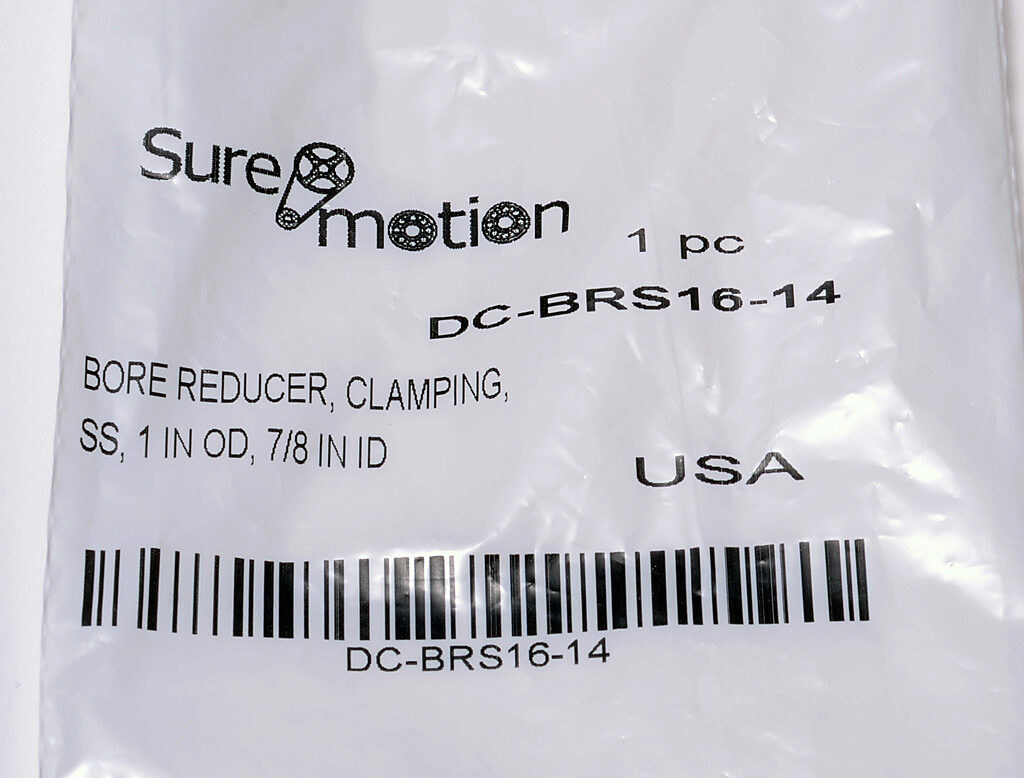 Sure
motion
1 pc
DC-BRS16-14
BORE REDUCER, CLAMPING,
SS, 1 IN OD, 7/8 IN ID
USA
DC-BRS16-14